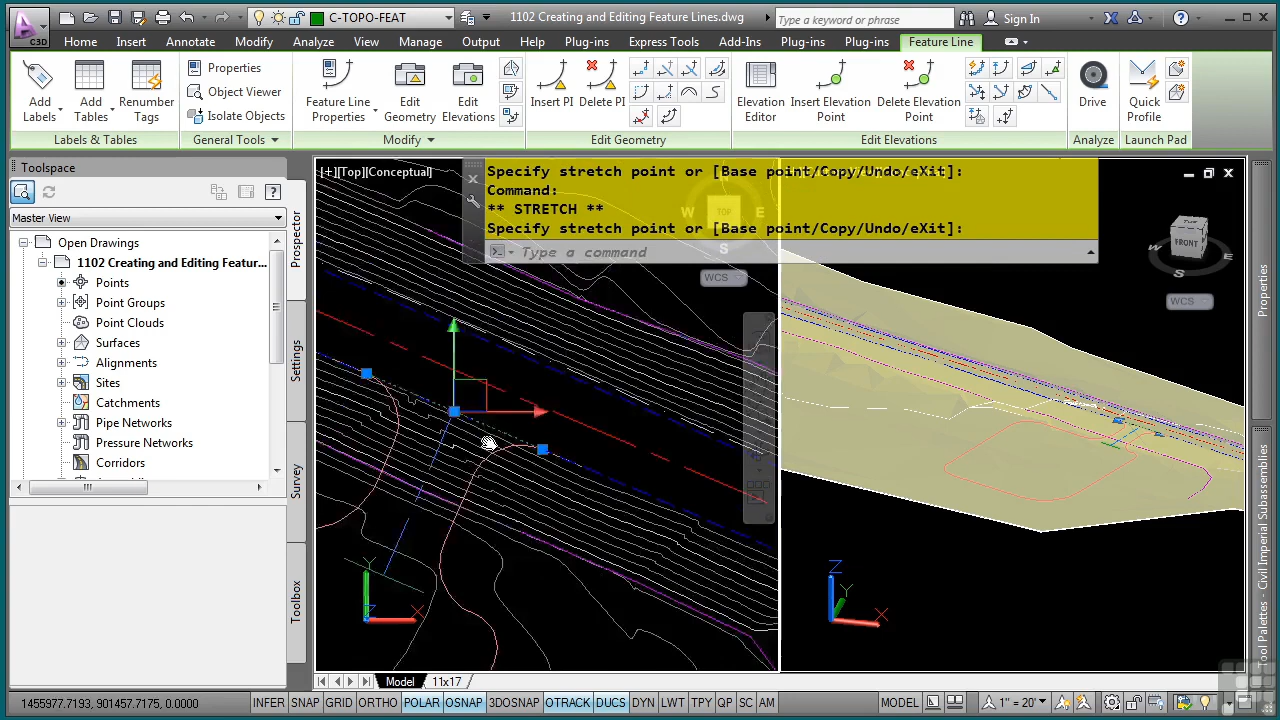 C-TOPO-FEAT
1102 Creating and Editing Feature Lines.dwg
Type a keyword or phrase
Sign In
C3D
Home Insert Annotate Modify Analyze View Manage Output Help Plug-ins Express Tools Add-Ins Plug-ins Plug-ins Feature Line
Add Labels
Add Tables
Renumber Tags
Properties
Object Viewer
Isolate Objects
Feature Line Properties
Edit Geometry
Edit Elevations
Insert PI
Delete PI
Elevation Editor
Insert Elevation Point
Delete Elevation Point
Drive
Quick Profile
Labels & Tables
General Tools
Modify
Edit Geometry
Edit Elevations
Analyze
Launch Pad
Toolspace
Master View
Open Drawings
1102 Creating and Editing Featur...
Points
Point Groups
Point Clouds
Surfaces
Alignments
Sites
Catchments
Pipe Networks
Pressure Networks
Corridors
Prospector
Settings
Survey
Toolbox
[+][Top][Conceptual]
Specify stretch point or [Base point/Copy/Undo/eXit]:
Command:
** STRETCH **
Specify stretch point or [Base point/Copy/Undo/eXit]:
Type a command
W TOP E
S
WCS
FRONT
W E
S
WCS
Y
Z
X
Z
Y
X
Properties
Tool Palettes - Civil Imperial Subassemblies
Model 11x17
1455977.7193, 901457.7175, 0.0000
INFER SNAP GRID ORTHO POLAR OSNAP 3DOSNAP OTRACK DUCS DYN LWT TPY QP SC AM
MODEL
1" = 20'